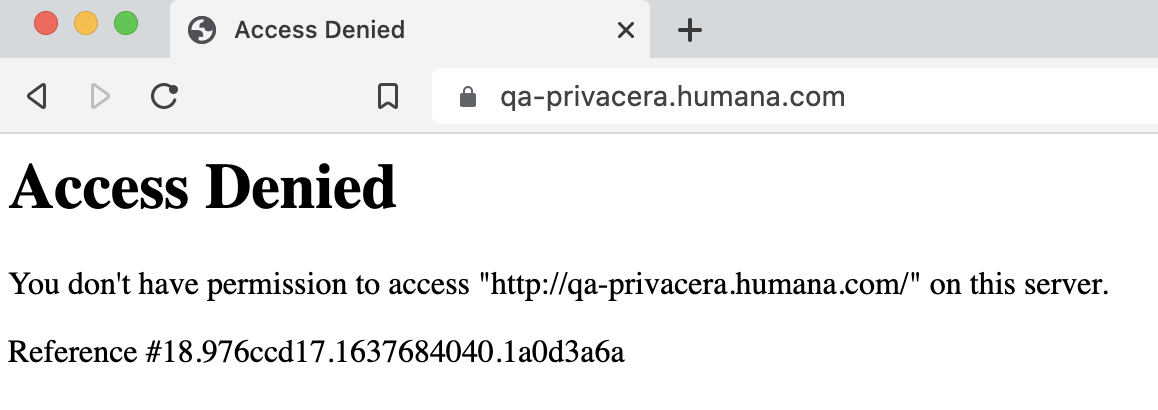 Access Denied
qa-privacera.humana.com
Access Denied
You don't have permission to access "http://qa-privacera.humana.com/" on this server.
Reference #18.976ccd17.1637684040.1a0d3a6a